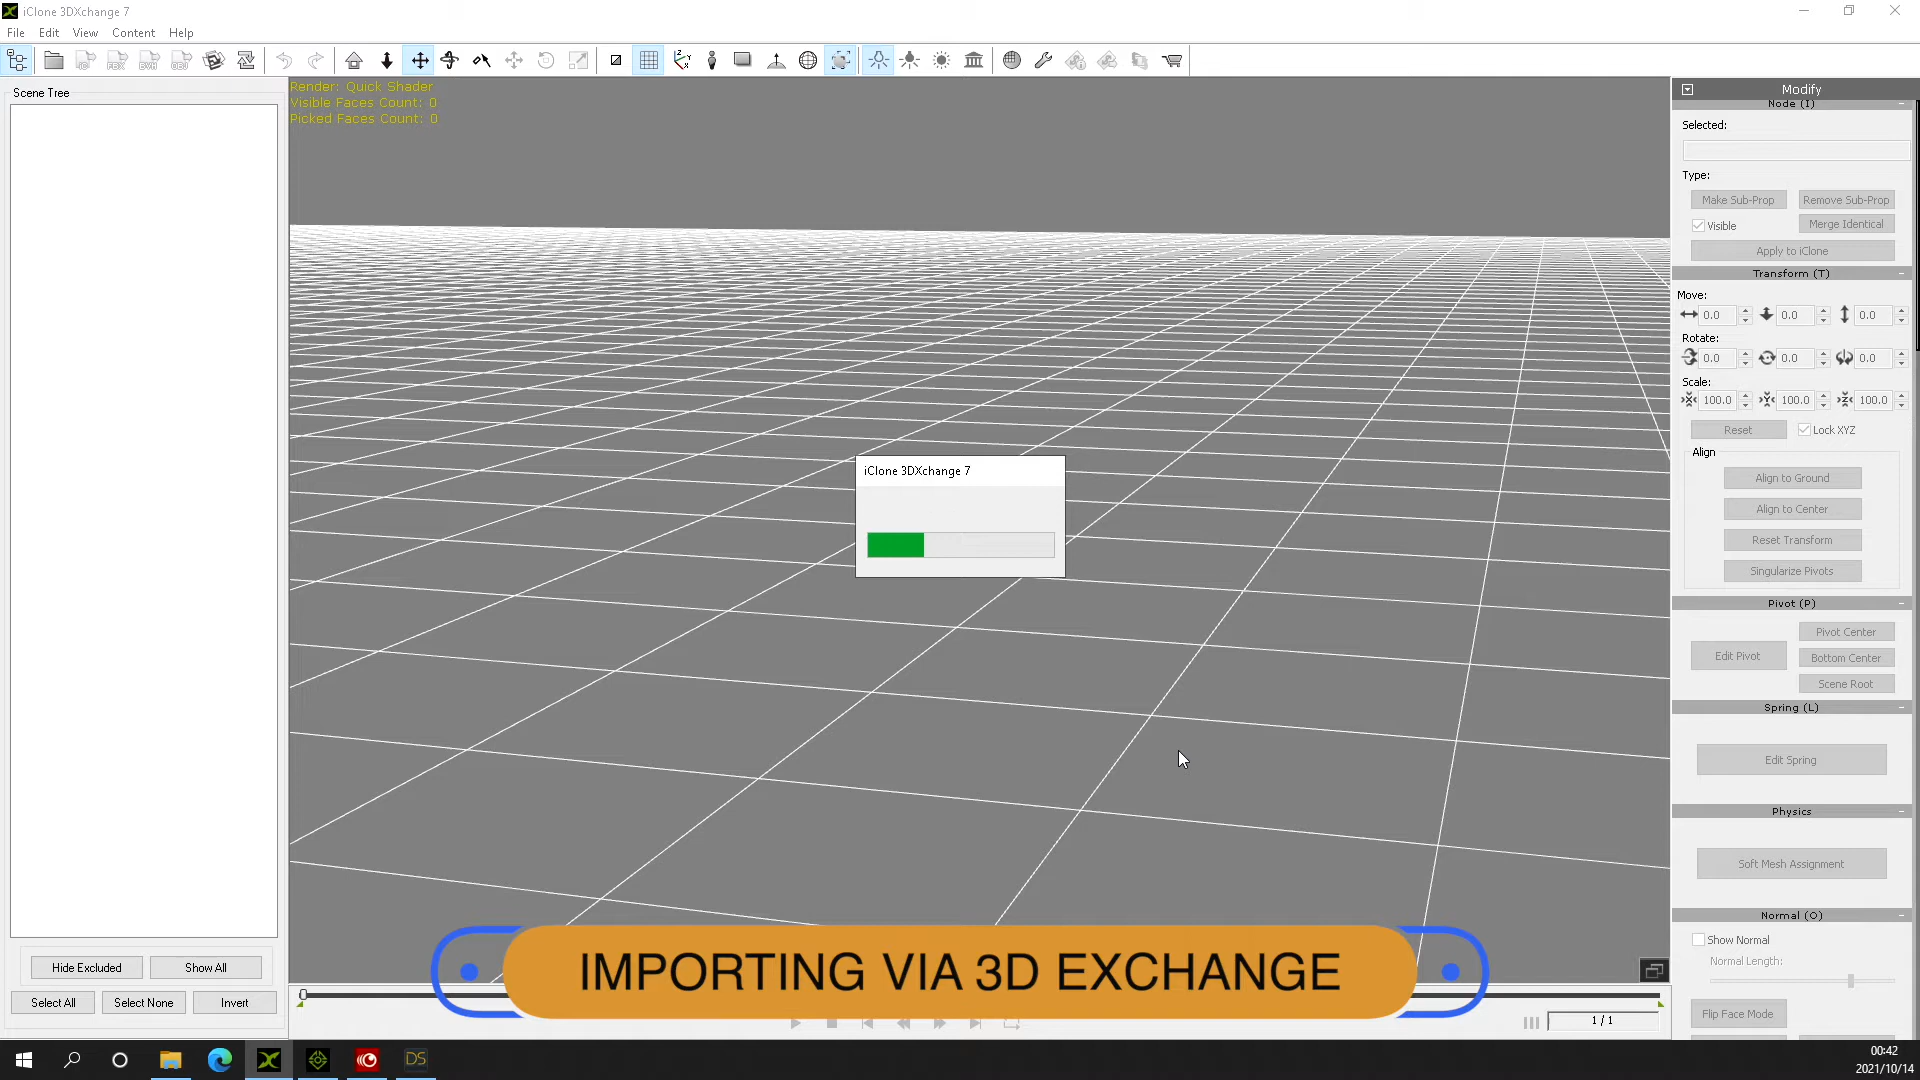 iClone 3DXchange 7
File Edit View Content Help
Scene Tree
Render: Quick Shader
Visible Faces Count: 0
Picked Faces Count: 0
Modify
Node (I)
Selected:
Type:
Make Sub-Prop Remove Sub-Prop
Visible Merge Identical
Apply to iClone
Transform (T)
Move:
0.0 0.0 0.0
Rotate:
0.0 0.0 0.0
Scale:
100.0 100.0 100.0
Reset Lock XYZ
Align
Align to Ground
Align to Center
Reset Transform
Singularize Pivots
Pivot (P)
Pivot Center
Edit Pivot
Bottom Center
Scene Root
Spring (L)
Edit Spring
Physics
Soft Mesh Assignment
Normal (O)
Show Normal
Normal Length:
Flip Face Mode
iClone 3DXchange 7
Hide Excluded Show All
Select All Select None Invert
IMPORTING VIA 3D EXCHANGE
1 / 1
DS
00:42
2021/10/14